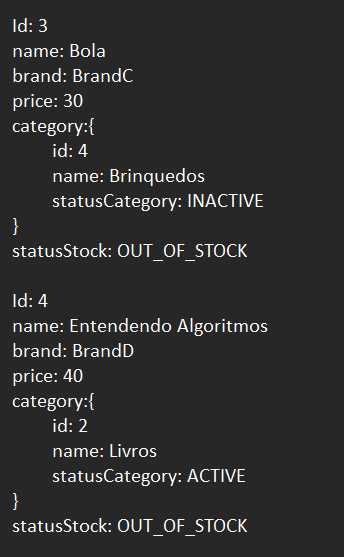 Id: 3
name: Bola
brand: BrandC
price: 30
category:{
id: 4
name: Brinquedos
statusCategory: INACTIVE
}
statusStock: OUT_OF_STOCK
Id: 4
name: Entendendo Algoritmos
brand: BrandD
price: 40
category:{
id: 2
name: Livros
statusCategory: ACTIVE
}
statusStock: OUT_OF_STOCK